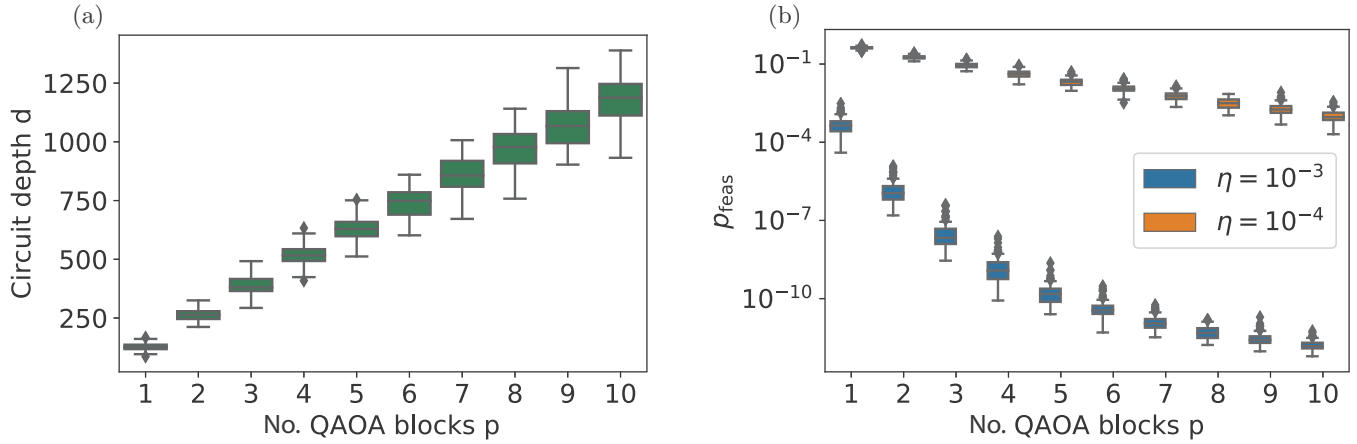 (a)
Circuit depth d
1250
1000
750
500
250
1 2 3 4 5 6 7 8 9 10
No. QAOA blocks p
(b)
p_feas
10^{-1}
10^{-4}
10^{-7}
10^{-10}
η = 10^{-3}
η = 10^{-4}
1 2 3 4 5 6 7 8 9 10
No. QAOA blocks p